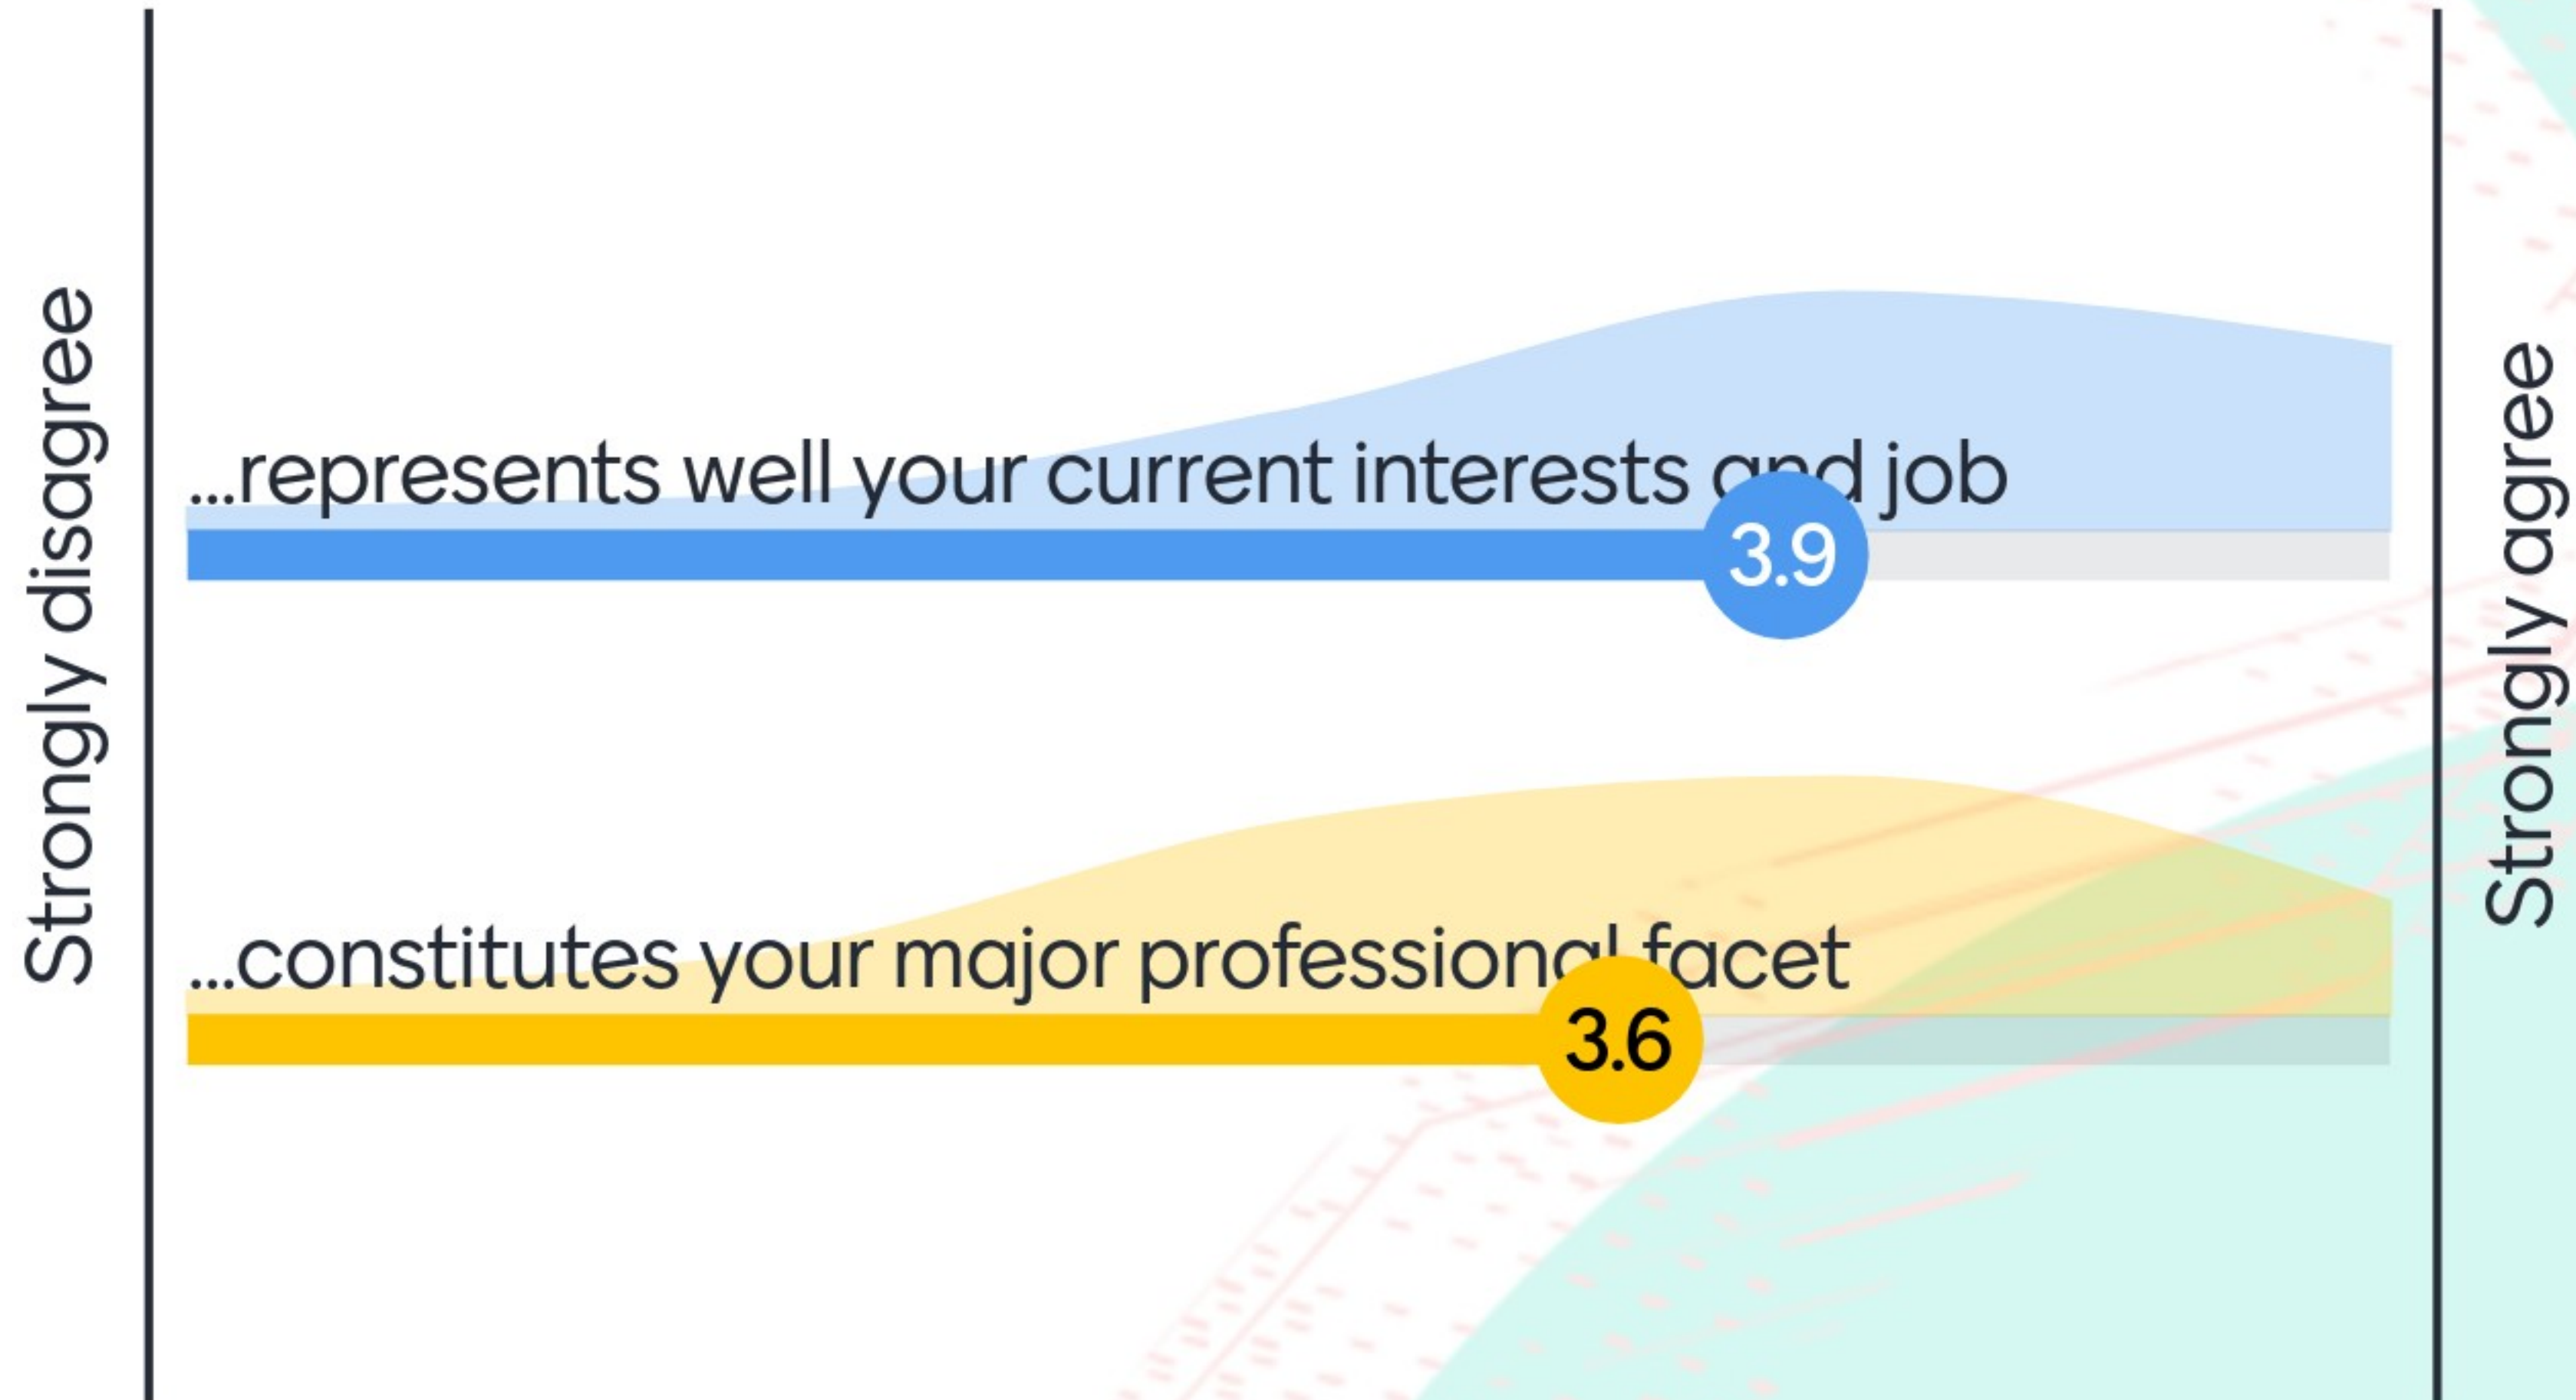 Strongly disagree
...represents well your current interests and job
3.9
...constitutes your major professional facet
3.6
Strongly agree